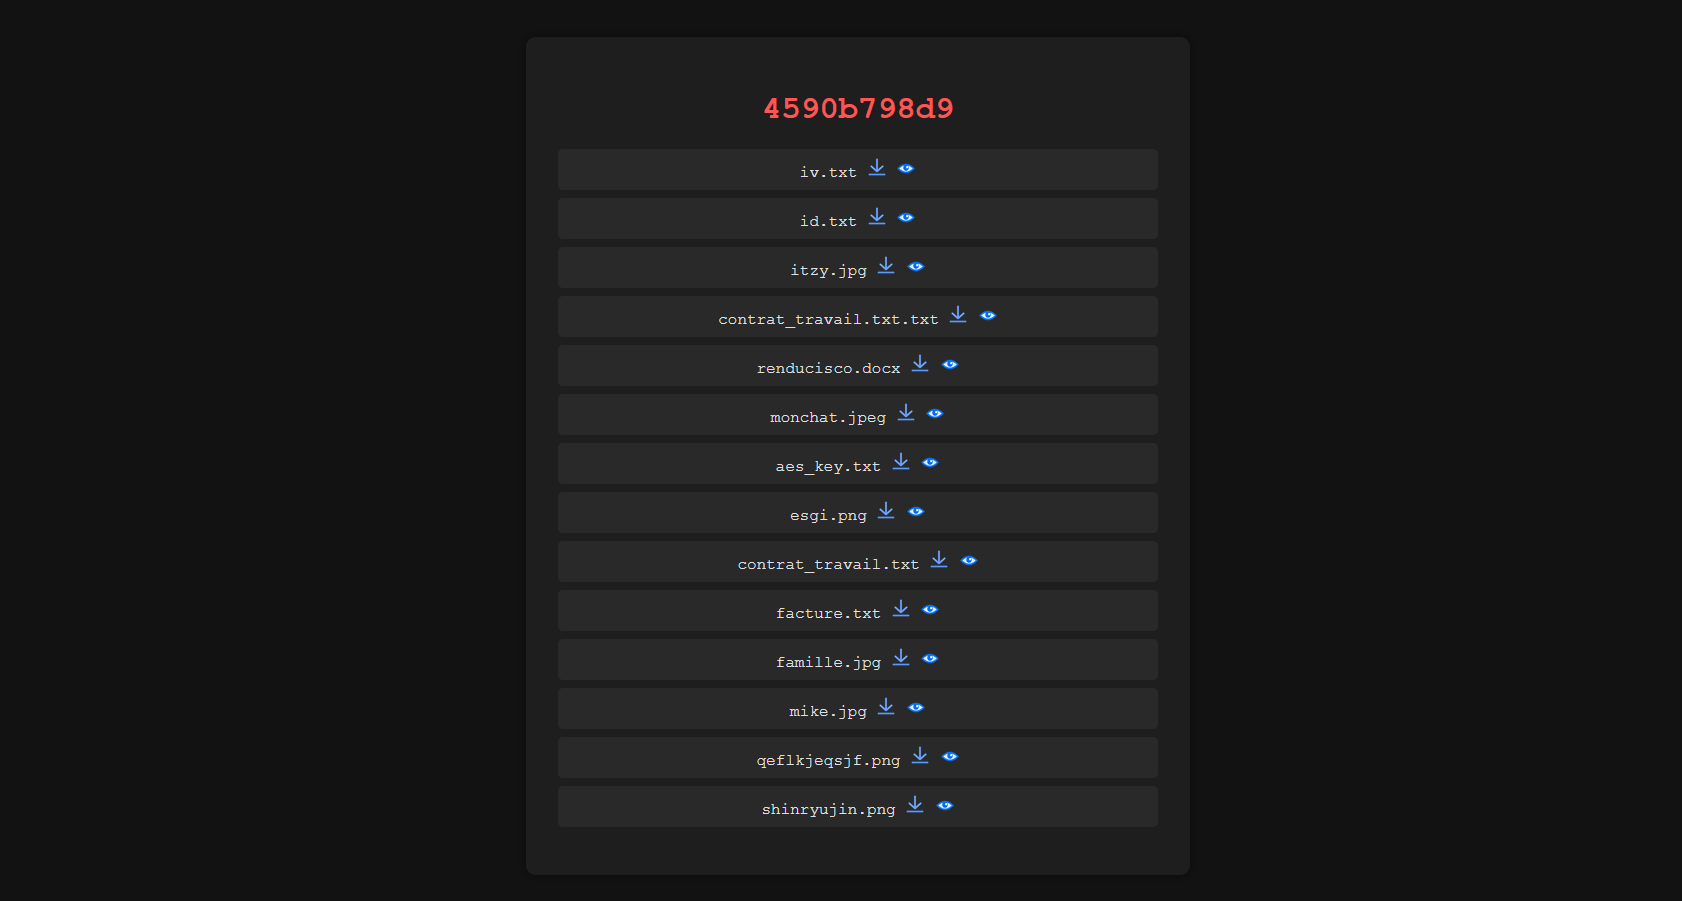 4590b798d9
iv.txt
id.txt
itzy.jpg
contrat_travail.txt.txt
renducisco.docx
monchat.jpeg
aes_key.txt
esgi.png
contrat_travail.txt
facture.txt
famille.jpg
mike.jpg
qeflkjeqsjf.png
shinryujin.png